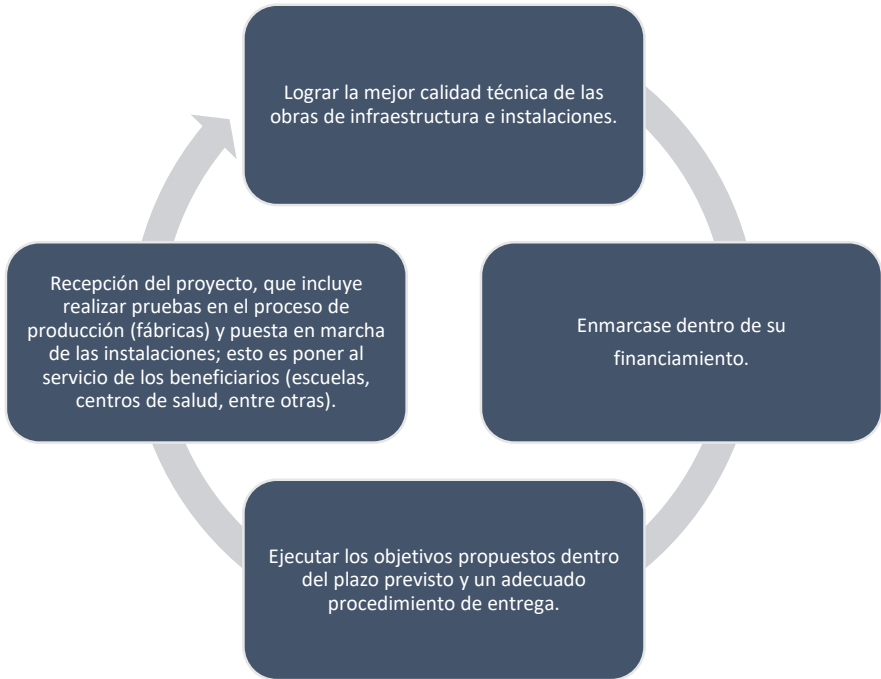 Lograr la mejor calidad técnica de las
obras de infraestructura e instalaciones.
Enmarcase dentro de su
financiamiento.
Ejecutar los objetivos propuestos dentro
del plazo previsto y un adecuado
procedimiento de entrega.
Recepción del proyecto, que incluye
realizar pruebas en el proceso de
producción (fábricas) y puesta en marcha
de las instalaciones; esto es poner al
servicio de los beneficiarios (escuelas,
centros de salud, entre otras).